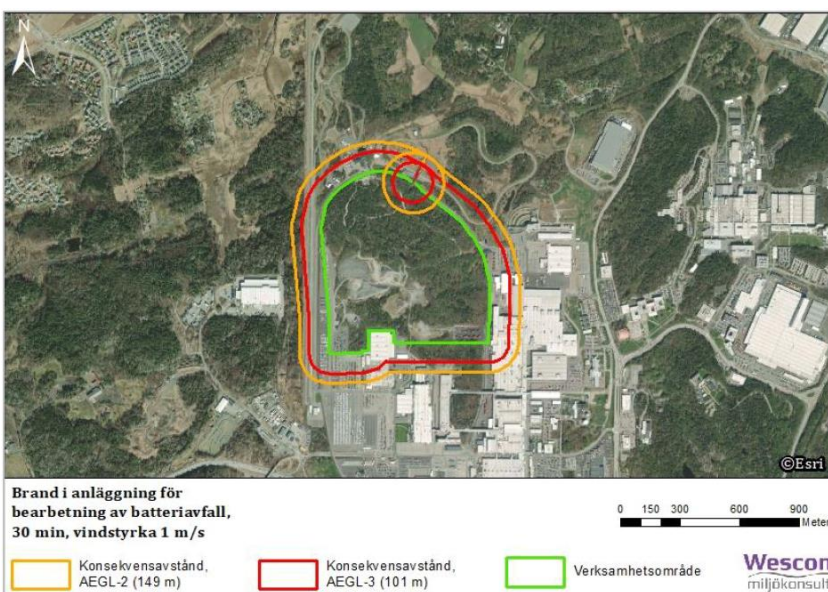 N
©Esri
Brand i anläggning för
bearbetning av batteriavfall,
30 min, vindstyrka 1 m/s
0 150 300 600 900
Meter
Konsekvensavstånd,
AEGL-2 (149 m)
Konsekvensavstånd,
AEGL-3 (101 m)
Verksamhetsområde
Wescon
miljökonsult